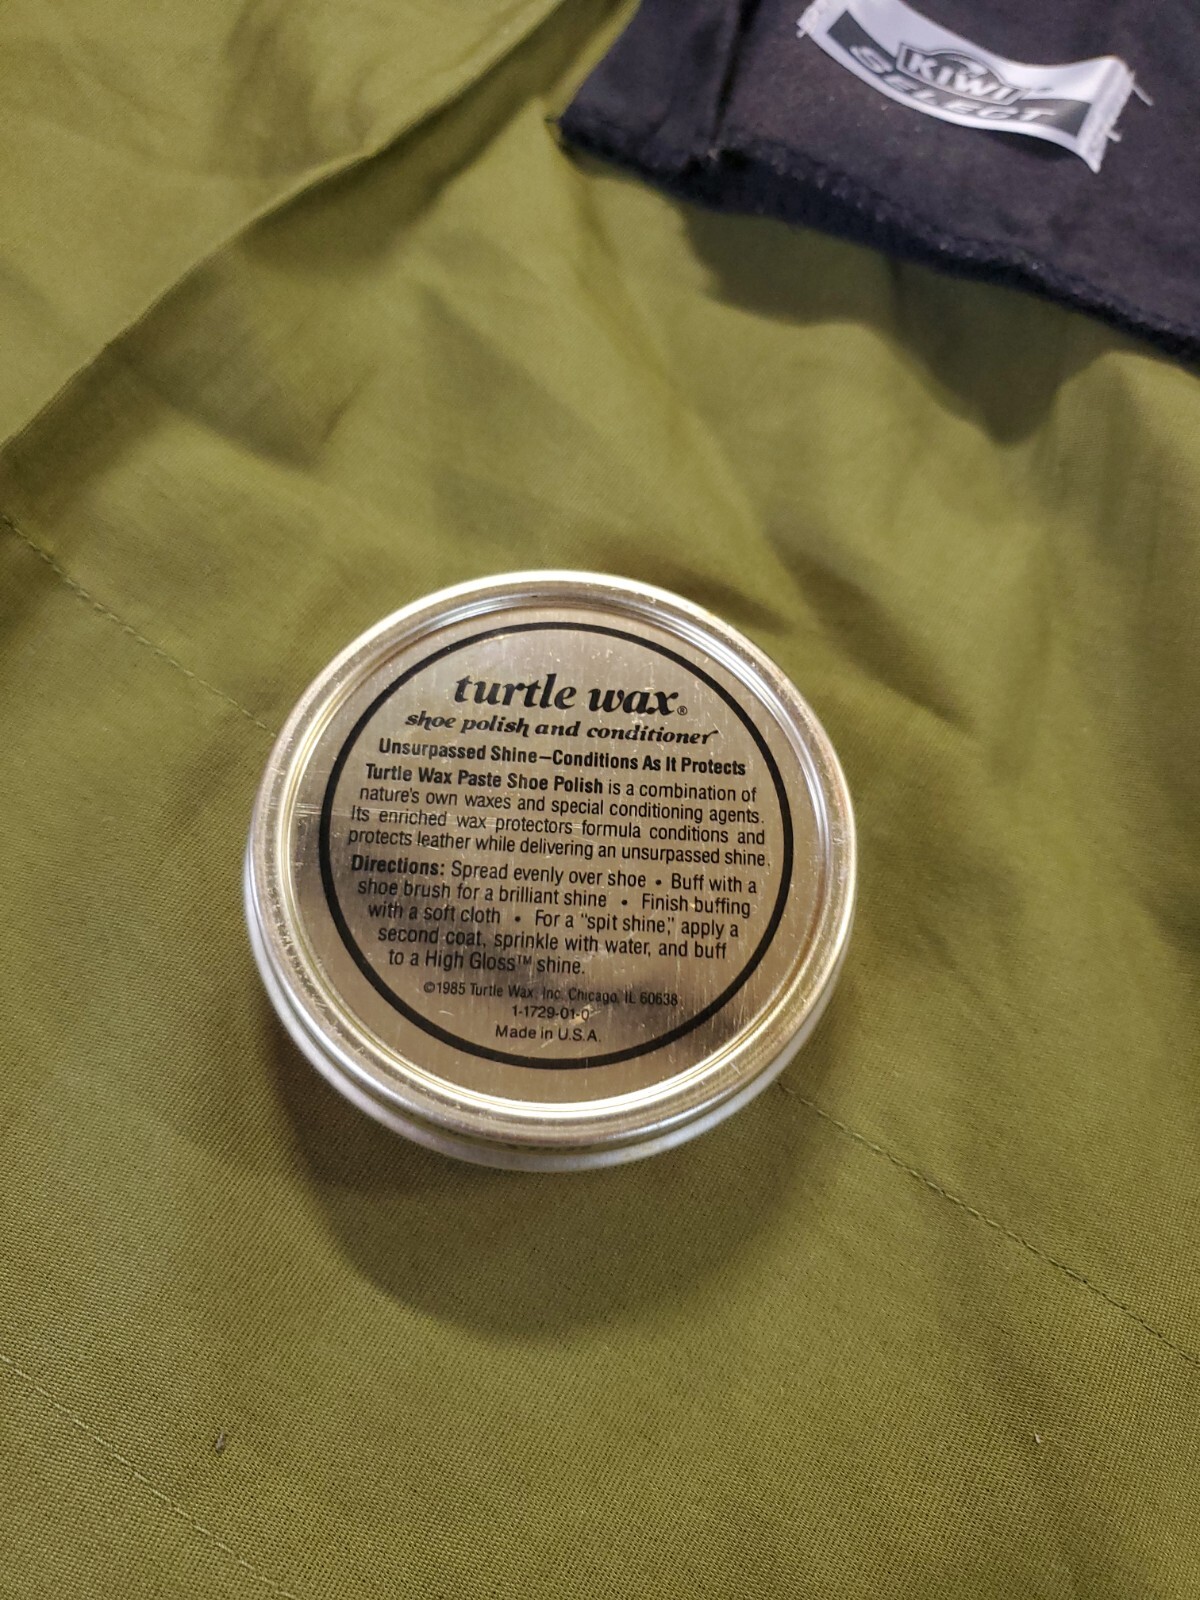 KIWI
SELECT
turtle wax®
shoe polish and conditioner
Unsurpassed Shine—Conditions As It Protects
Turtle Wax Paste Shoe Polish is a combination of
nature's own waxes and special conditioning agents.
Its enriched wax protectors formula conditions and
protects leather while delivering an unsurpassed shine.
Directions: Spread evenly over shoe • Buff with a
shoe brush for a brilliant shine • Finish buffing
with a soft cloth • For a "spit shine," apply a
second coat, sprinkle with water, and buff
to a High Gloss™ shine.
©1985 Turtle Wax, Inc. Chicago, IL 60638
1-1729-01-0
Made in U.S.A.